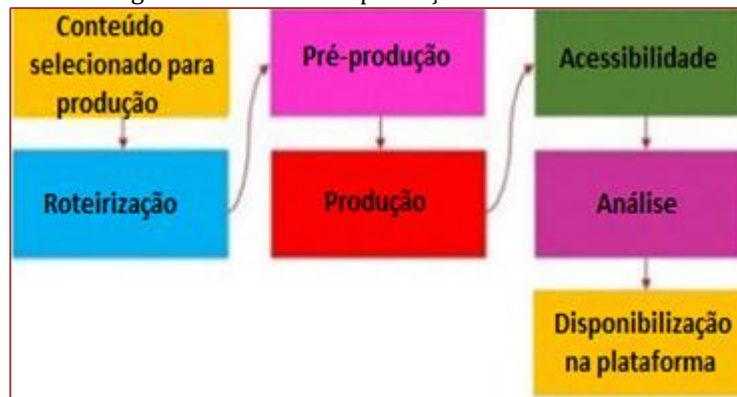 Conteúdo
selecionado para
produção
Roteirização
Pré-produção
Produção
Acessibilidade
Análise
Disponibilização
na plataforma